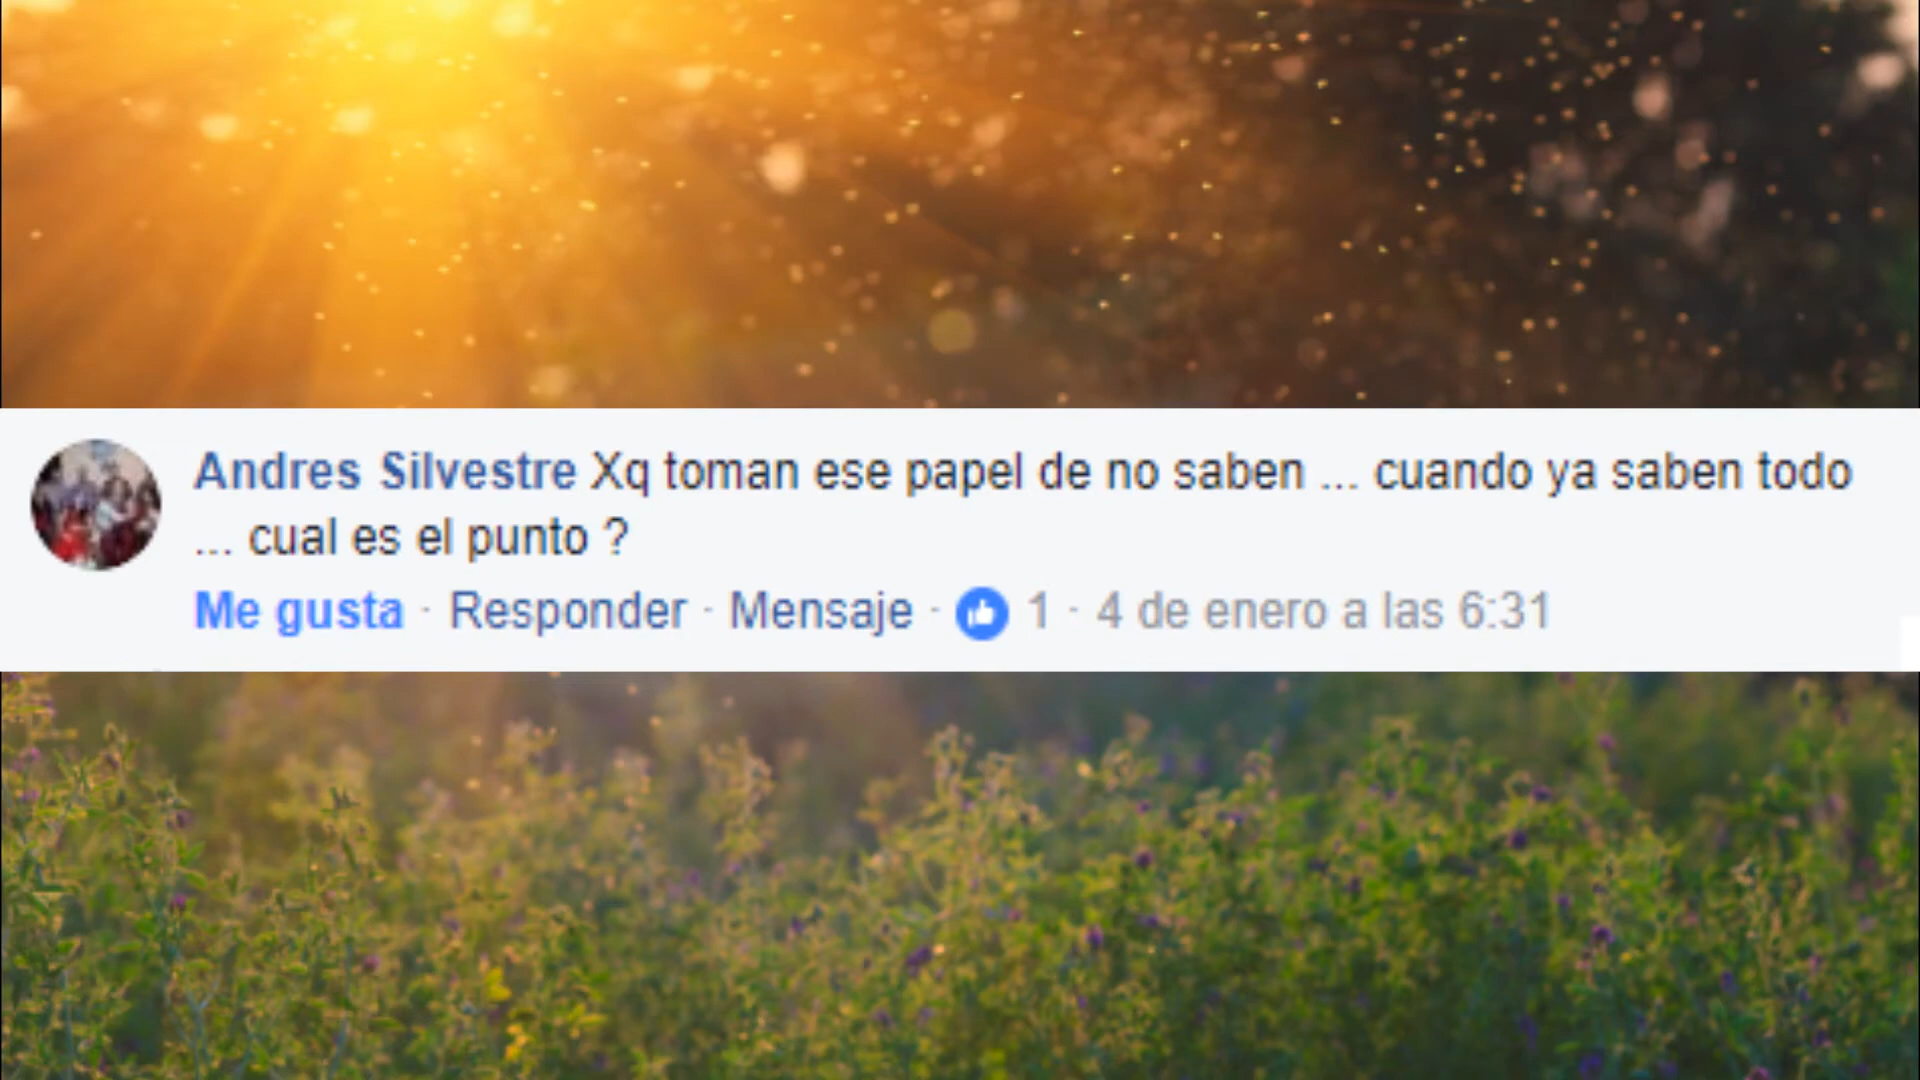 Andres Silvestre Xq toman ese papel de no saben ... cuando ya saben todo
... cual es el punto ?
Me gusta · Responder · Mensaje · 1 · 4 de enero a las 6:31